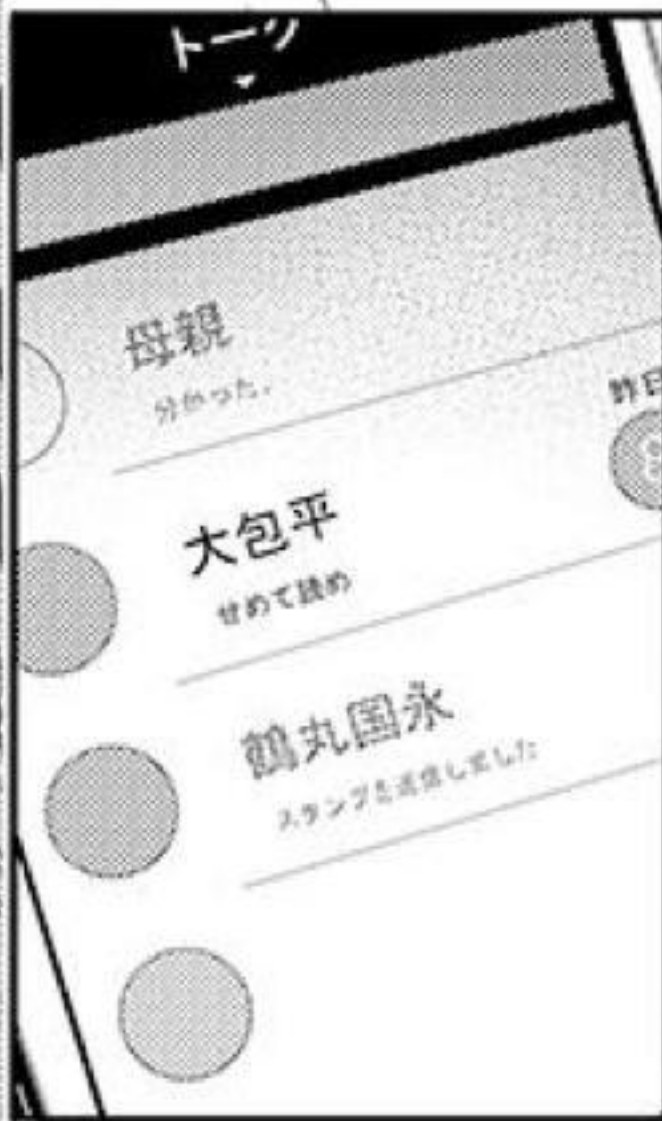 トーク
母親
分かった。
昨日
大包平
せめて読め
鶴丸国永
スタンプを送信しました